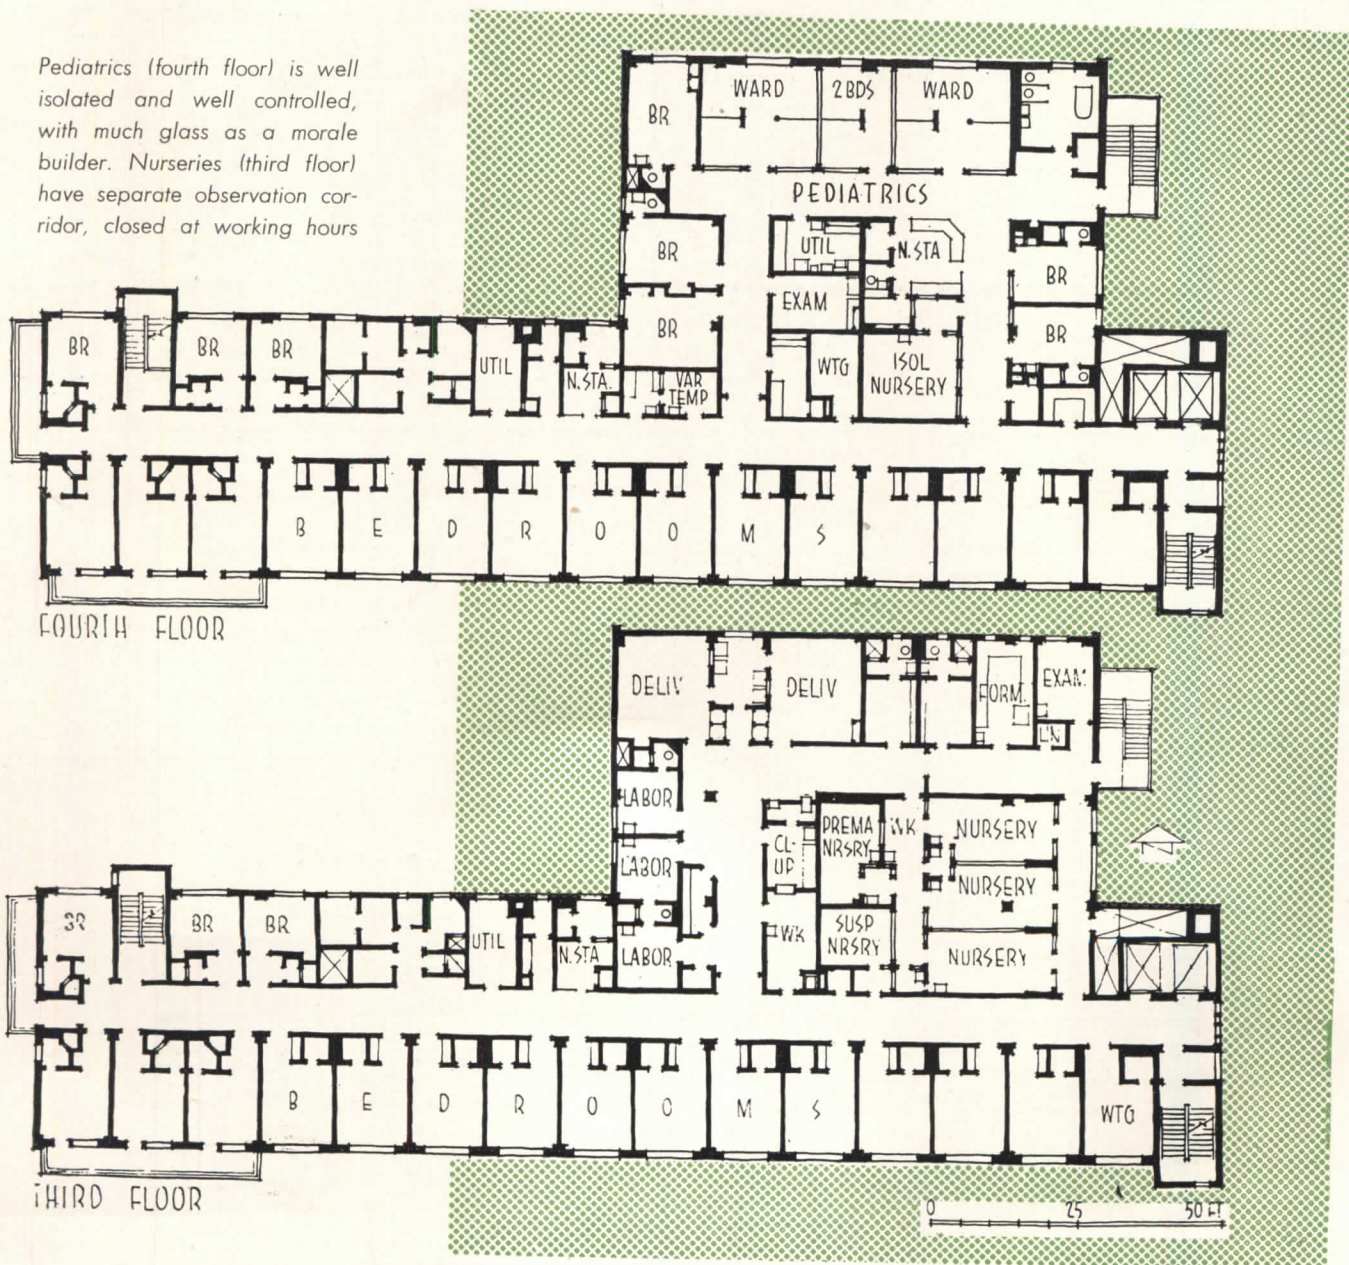 Pediatrics (fourth floor) is well
isolated and well controlled,
with much glass as a morale
builder. Nurseries (third floor)
have separate observation cor-
ridor, closed at working hours
BR
WARD
2 BDS
WARD
PEDIATRICS
BR
UTIL
N. STA
BR
EXAM
BR
BR
BR
BR
BR
UTIL
N. STA.
VAR
TEMP
WTG
ISOL
NURSERY
BR
B E D R O O M S
FOURTH FLOOR
DELIV
DELIV
FORM.
EXAM.
LIN
LABOR
CL-
UP
PREMA
NRSRY
WK
NURSERY
LABOR
NURSERY
BR
BR
BR
UTIL
N. STA
LABOR
WK
SUSP
NRSRY
NURSERY
B E D R O O M S
WTG
THIRD FLOOR
0 25 50 FT